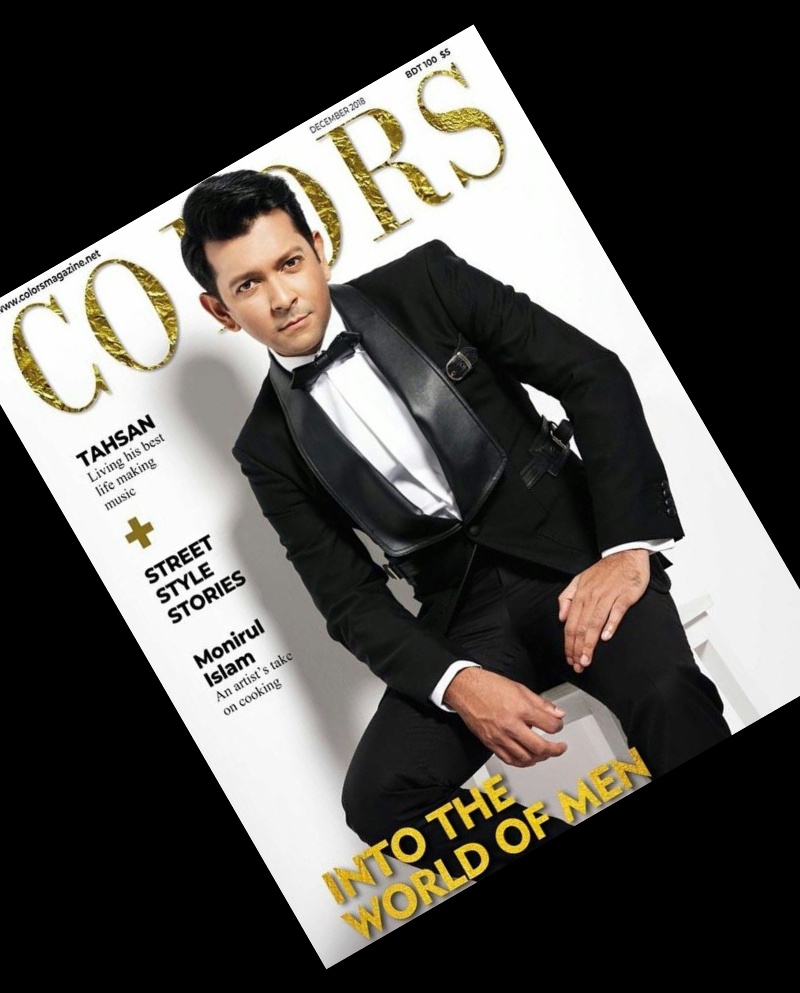 BDT 100 $5
DECEMBER 2018
www.colorsmagazine.net
COLORS
TAHSAN
Living his best
life making
music
+
STREET
STYLE
STORIES
Monirul
Islam
An artist's take
on cooking
INTO THE
WORLD OF MEN